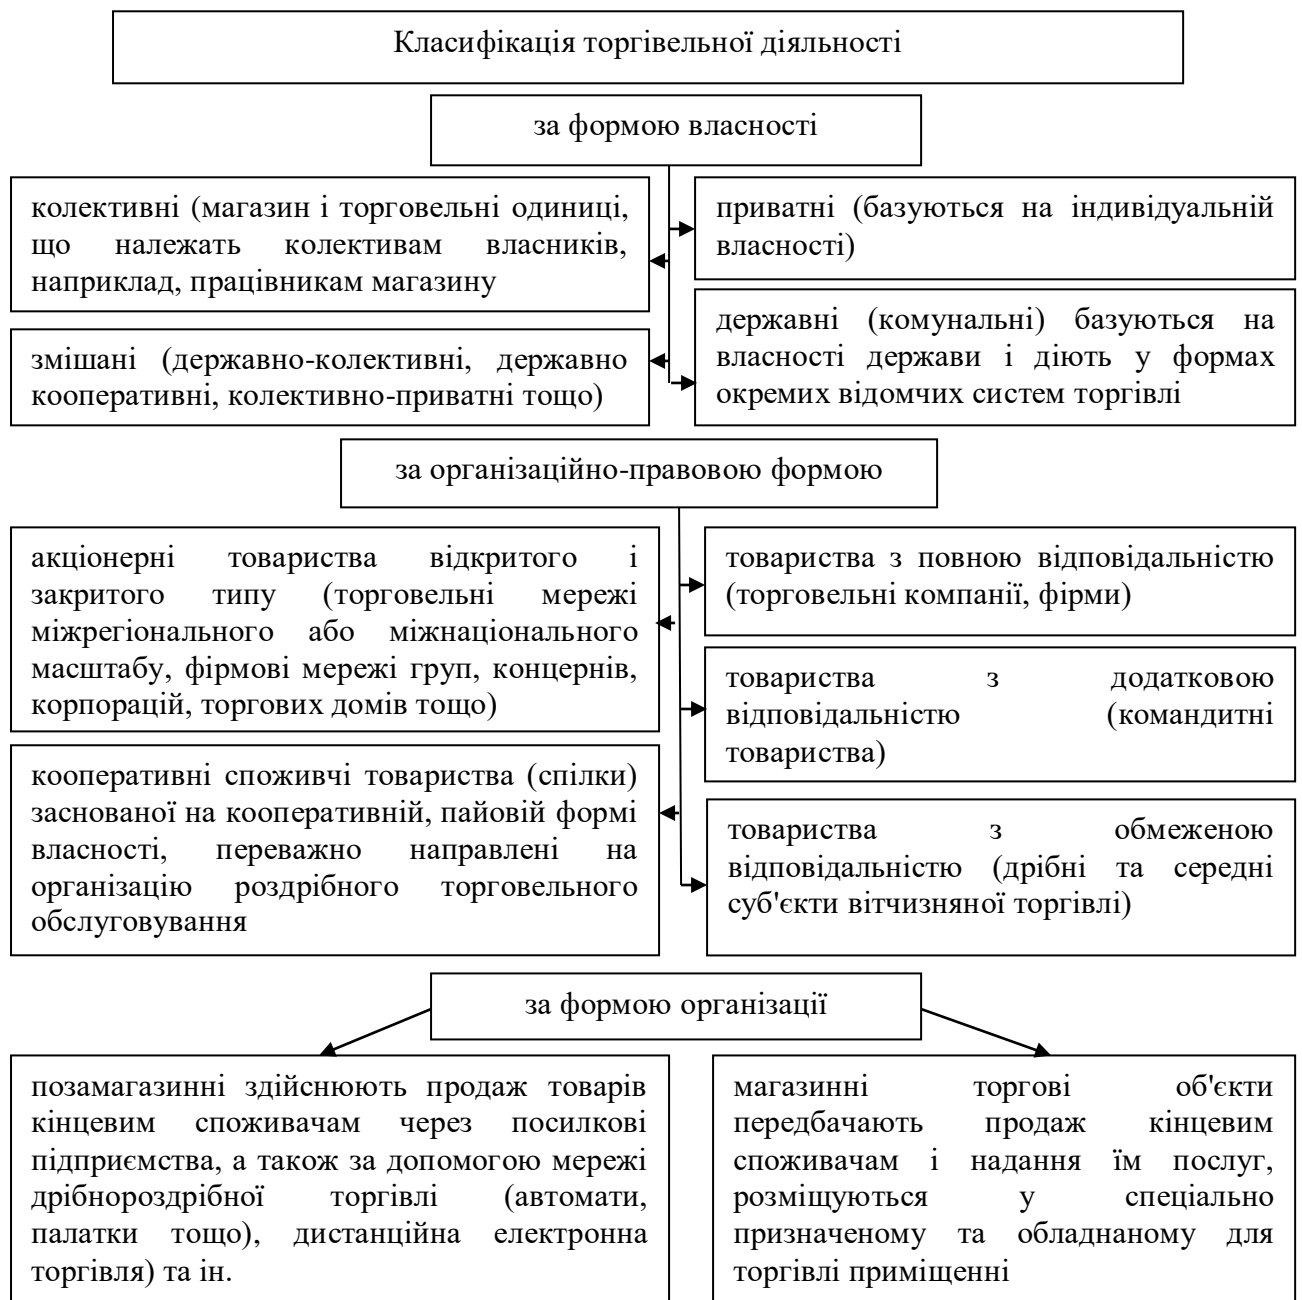 Класифікація торгівельної діяльності
за формою власності
колективні (магазин і торговельні одиниці,
що належать колективам власників,
наприклад, працівникам магазину
приватні (базуються на індивідуальній
власності)
змішані (державно-колективні, державно
кооперативні, колективно-приватні тощо)
державні (комунальні) базуються на
власності держави і діють у формах
окремих відомчих систем торгівлі
за організаційно-правовою формою
акціонерні товариства відкритого і
закритого типу (торговельні мережі
міжрегіонального або міжнаціонального
масштабу, фірмові мережі груп, концернів,
корпорацій, торгових домів тощо)
товариства з повною відповідальністю
(торговельні компанії, фірми)
товариства з додатковою
відповідальністю (командитні
товариства)
кооперативні споживчі товариства (спілки)
заснованої на кооперативній, пайовій формі
власності, переважно направлені на
організацію роздрібного торговельного
обслуговування
товариства з обмеженою
відповідальністю (дрібні та середні
суб'єкти вітчизняної торгівлі)
за формою організації
позамагазинні здійснюють продаж товарів
кінцевим споживачам через посилкові
підприємства, а також за допомогою мережі
дрібнороздрібної торгівлі (автомати,
палатки тощо), дистанційна електронна
торгівля) та ін.
магазинні торгові об'єкти
передбачають продаж кінцевим
споживачам і надання їм послуг,
розміщуються у спеціально
призначеному та обладнаному для
торгівлі приміщенні